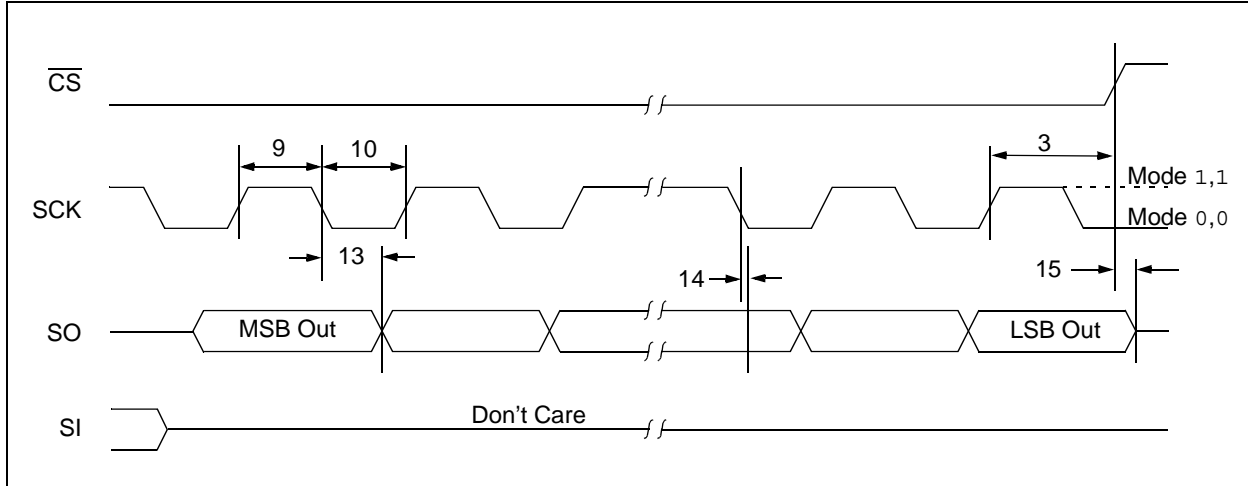 C̅S̅
9
10
3
SCK
Mode 1,1
Mode 0,0
13
14
15
SO
MSB Out
LSB Out
SI
Don't Care